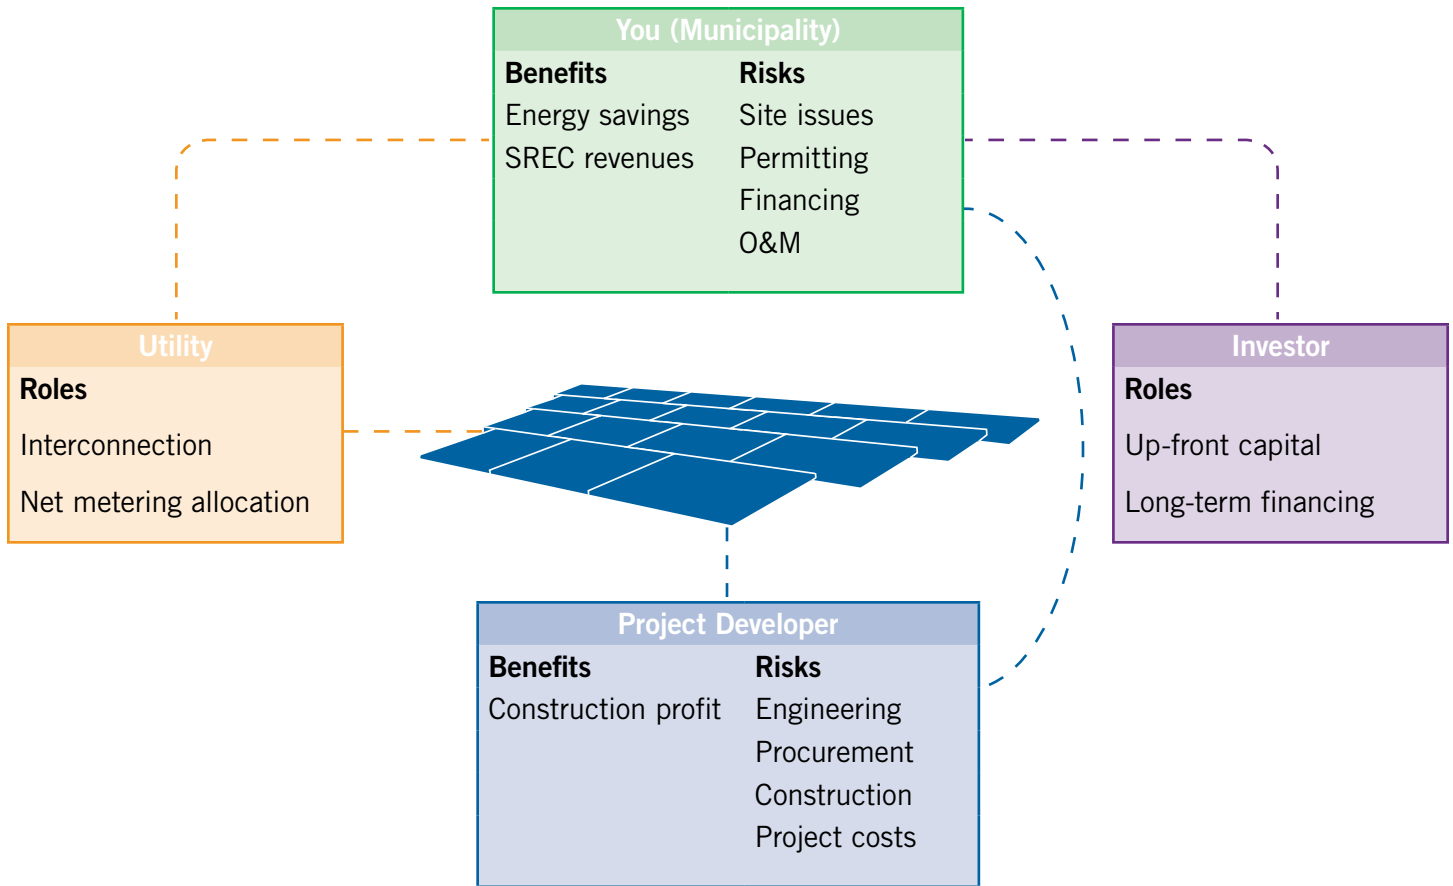 You (Municipality)
Benefits
Energy savings
SREC revenues
Risks
Site issues
Permitting
Financing
O&M
Utility
Roles
Interconnection
Net metering allocation
Investor
Roles
Up-front capital
Long-term financing
Project Developer
Benefits
Construction profit
Risks
Engineering
Procurement
Construction
Project costs